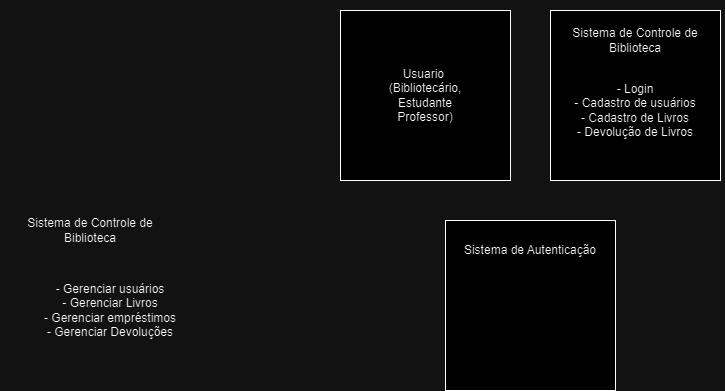 Usuario
(Bibliotecário,
Estudante
Professor)
Sistema de Controle de
Biblioteca
- Login
- Cadastro de usuários
- Cadastro de Livros
- Devolução de Livros
Sistema de Controle de
Biblioteca
- Gerenciar usuários
- Gerenciar Livros
- Gerenciar empréstimos
- Gerenciar Devoluções
Sistema de Autenticação